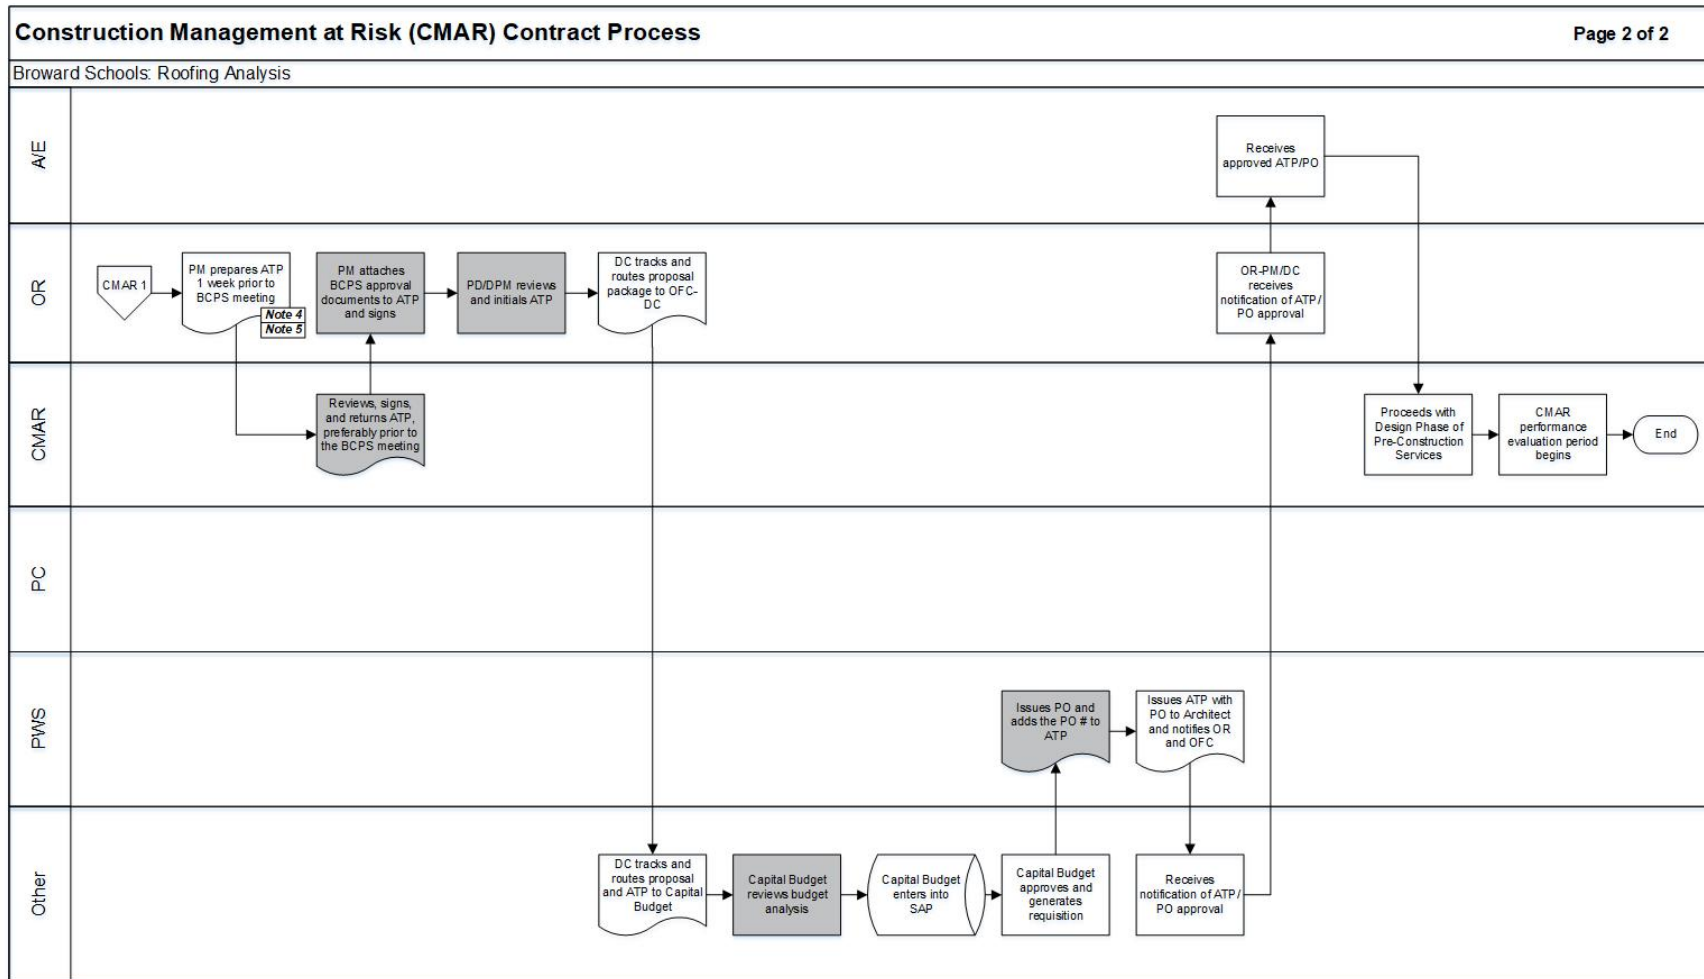 Construction Management at Risk (CMAR) Contract Process
Page 2 of 2
Broward Schools: Roofing Analysis
A/E
Receives
approved ATP/PO
OR
CMAR 1
PM prepares ATP
1 week prior to
BCPS meeting
Note 4
Note 5
PM attaches
BCPS approval
documents to ATP
and signs
PD/DPM reviews
and initials ATP
DC tracks and
routes proposal
package to OFC-
DC
OR-PM/DC
receives
notification of ATP/
PO approval
CMAR
Reviews, signs,
and returns ATP,
preferably prior to
the BCPS meeting
Proceeds with
Design Phase of
Pre-Construction
Services
CMAR
performance
evaluation period
begins
End
PC
PWS
Issues PO and
adds the PO # to
ATP
Issues ATP with
PO to Architect
and notifies OR
and OFC
Other
DC tracks and
routes proposal
and ATP to Capital
Budget
Capital Budget
reviews budget
analysis
Capital Budget
enters into
SAP
Capital Budget
approves and
generates
requisition
Receives
notification of ATP/
PO approval